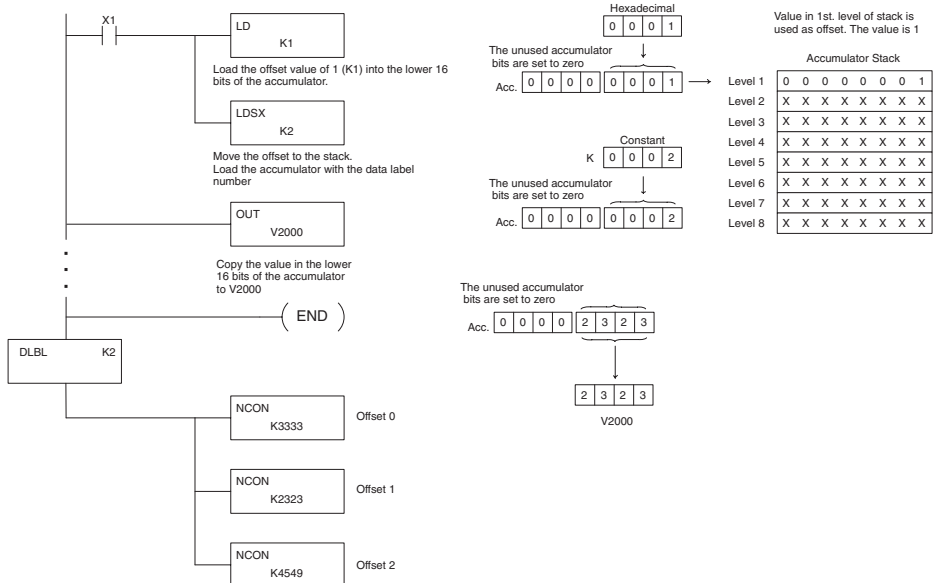 X1
LD
K1
Load the offset value of 1 (K1) into the lower 16
bits of the accumulator.
LDSX
K2
Move the offset to the stack.
Load the accumulator with the data label
number
OUT
V2000
Copy the value in the lower
16 bits of the accumulator
to V2000
END
DLBL K2
NCON
K3333
Offset 0
NCON
K2323
Offset 1
NCON
K4549
Offset 2
Hexadecimal
0 0 0 1
The unused accumulator
bits are set to zero
Acc. 0 0 0 0 0 0 0 1
Constant
K 0 0 0 2
The unused accumulator
bits are set to zero
Acc. 0 0 0 0 0 0 0 2
The unused accumulator
bits are set to zero
Acc. 0 0 0 0 2 3 2 3
2 3 2 3
V2000
Value in 1st. level of stack is
used as offset. The value is 1
Accumulator Stack
Level 1 0 0 0 0 0 0 0 1
Level 2 X X X X X X X X
Level 3 X X X X X X X X
Level 4 X X X X X X X X
Level 5 X X X X X X X X
Level 6 X X X X X X X X
Level 7 X X X X X X X X
Level 8 X X X X X X X X